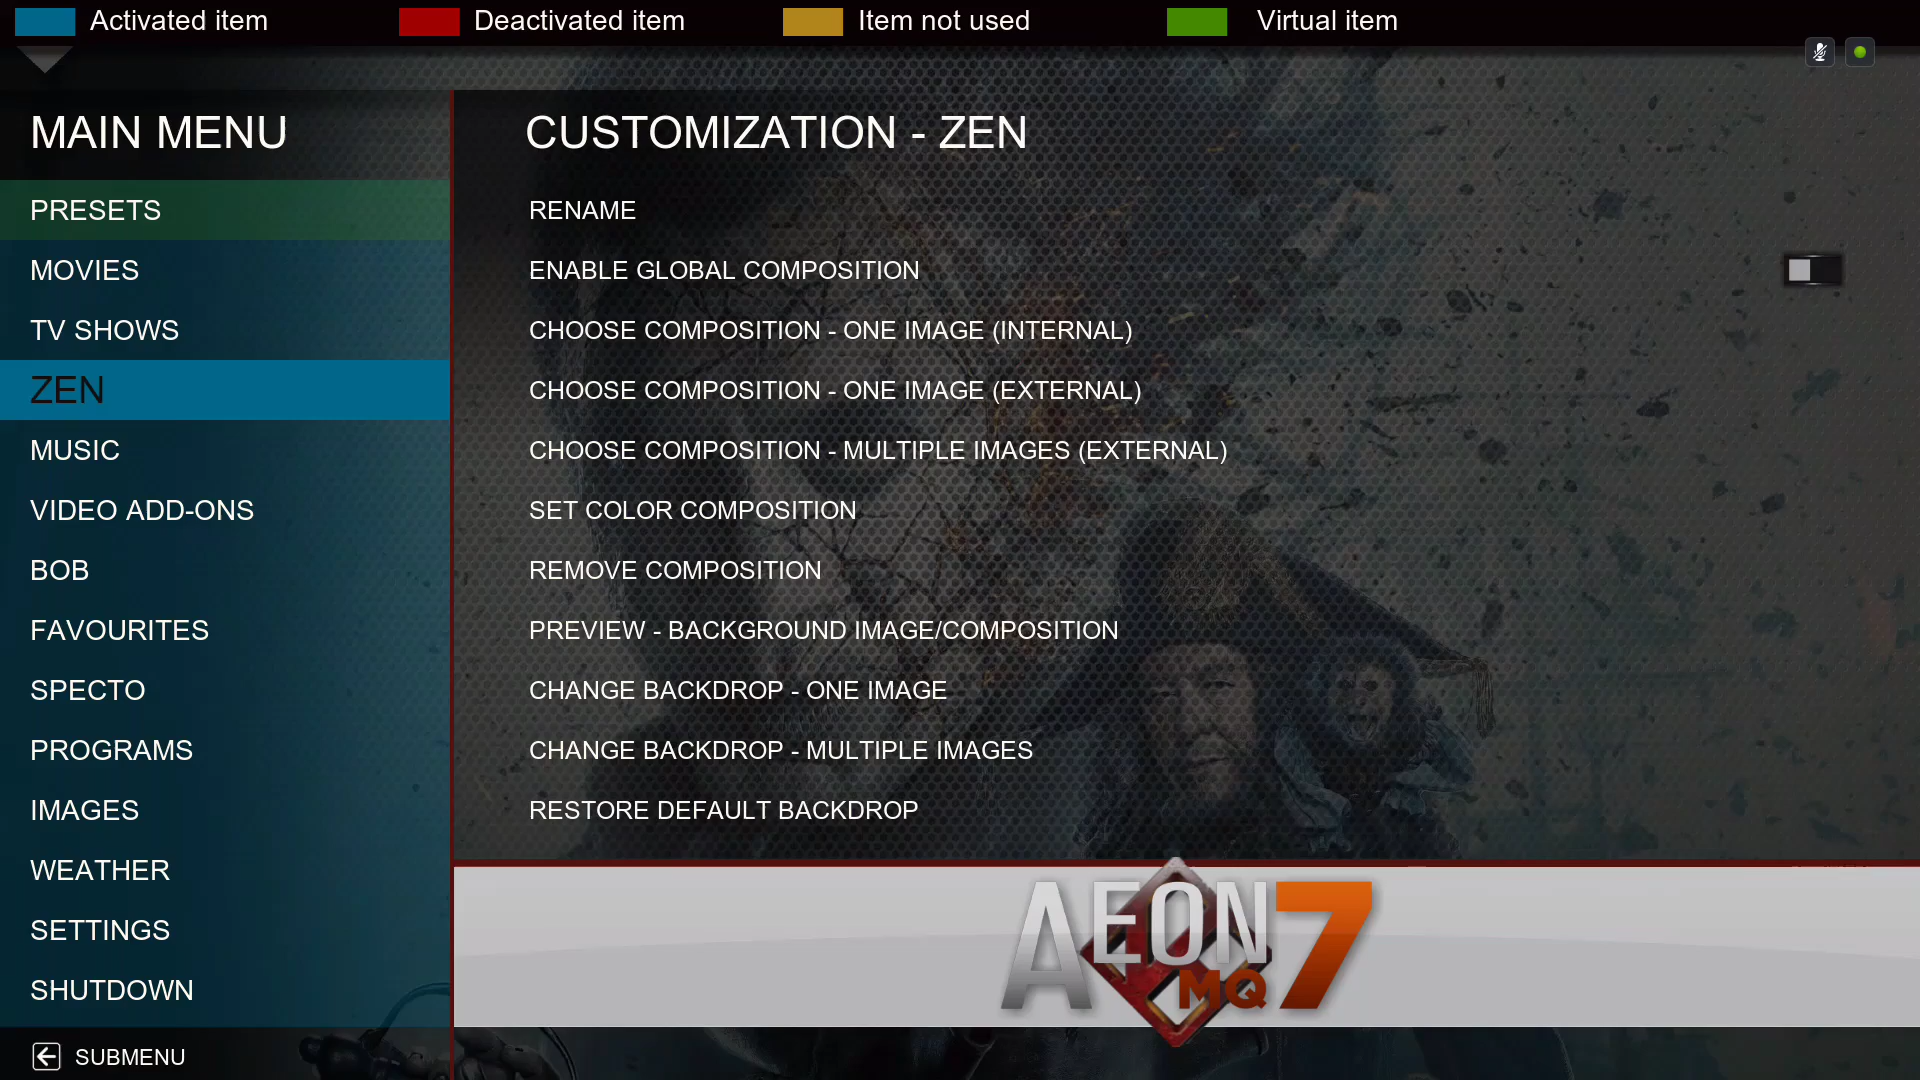 Activated item
Deactivated item
Item not used
Virtual item
MAIN MENU
PRESETS
MOVIES
TV SHOWS
ZEN
MUSIC
VIDEO ADD-ONS
BOB
FAVOURITES
SPECTO
PROGRAMS
IMAGES
WEATHER
SETTINGS
SHUTDOWN
SUBMENU
CUSTOMIZATION - ZEN
RENAME
ENABLE GLOBAL COMPOSITION
CHOOSE COMPOSITION - ONE IMAGE (INTERNAL)
CHOOSE COMPOSITION - ONE IMAGE (EXTERNAL)
CHOOSE COMPOSITION - MULTIPLE IMAGES (EXTERNAL)
SET COLOR COMPOSITION
REMOVE COMPOSITION
PREVIEW - BACKGROUND IMAGE/COMPOSITION
CHANGE BACKDROP - ONE IMAGE
CHANGE BACKDROP - MULTIPLE IMAGES
RESTORE DEFAULT BACKDROP
AEON 7
MQ